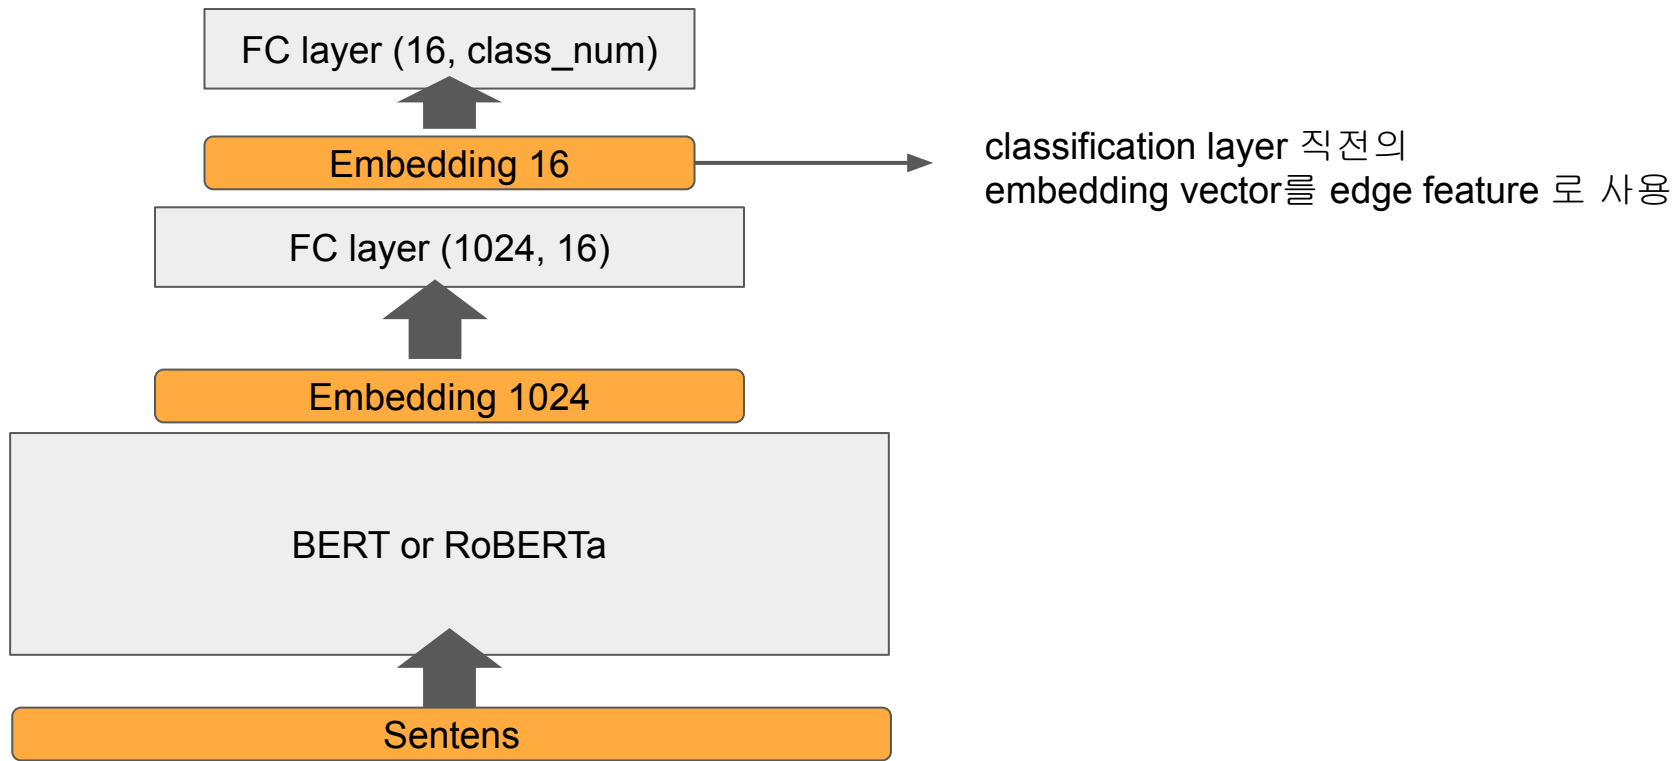 FC layer (16, class_num)
Embedding 16
classification layer 직전의
embedding vector를 edge feature 로 사용
FC layer (1024, 16)
Embedding 1024
BERT or RoBERTa
Sentens